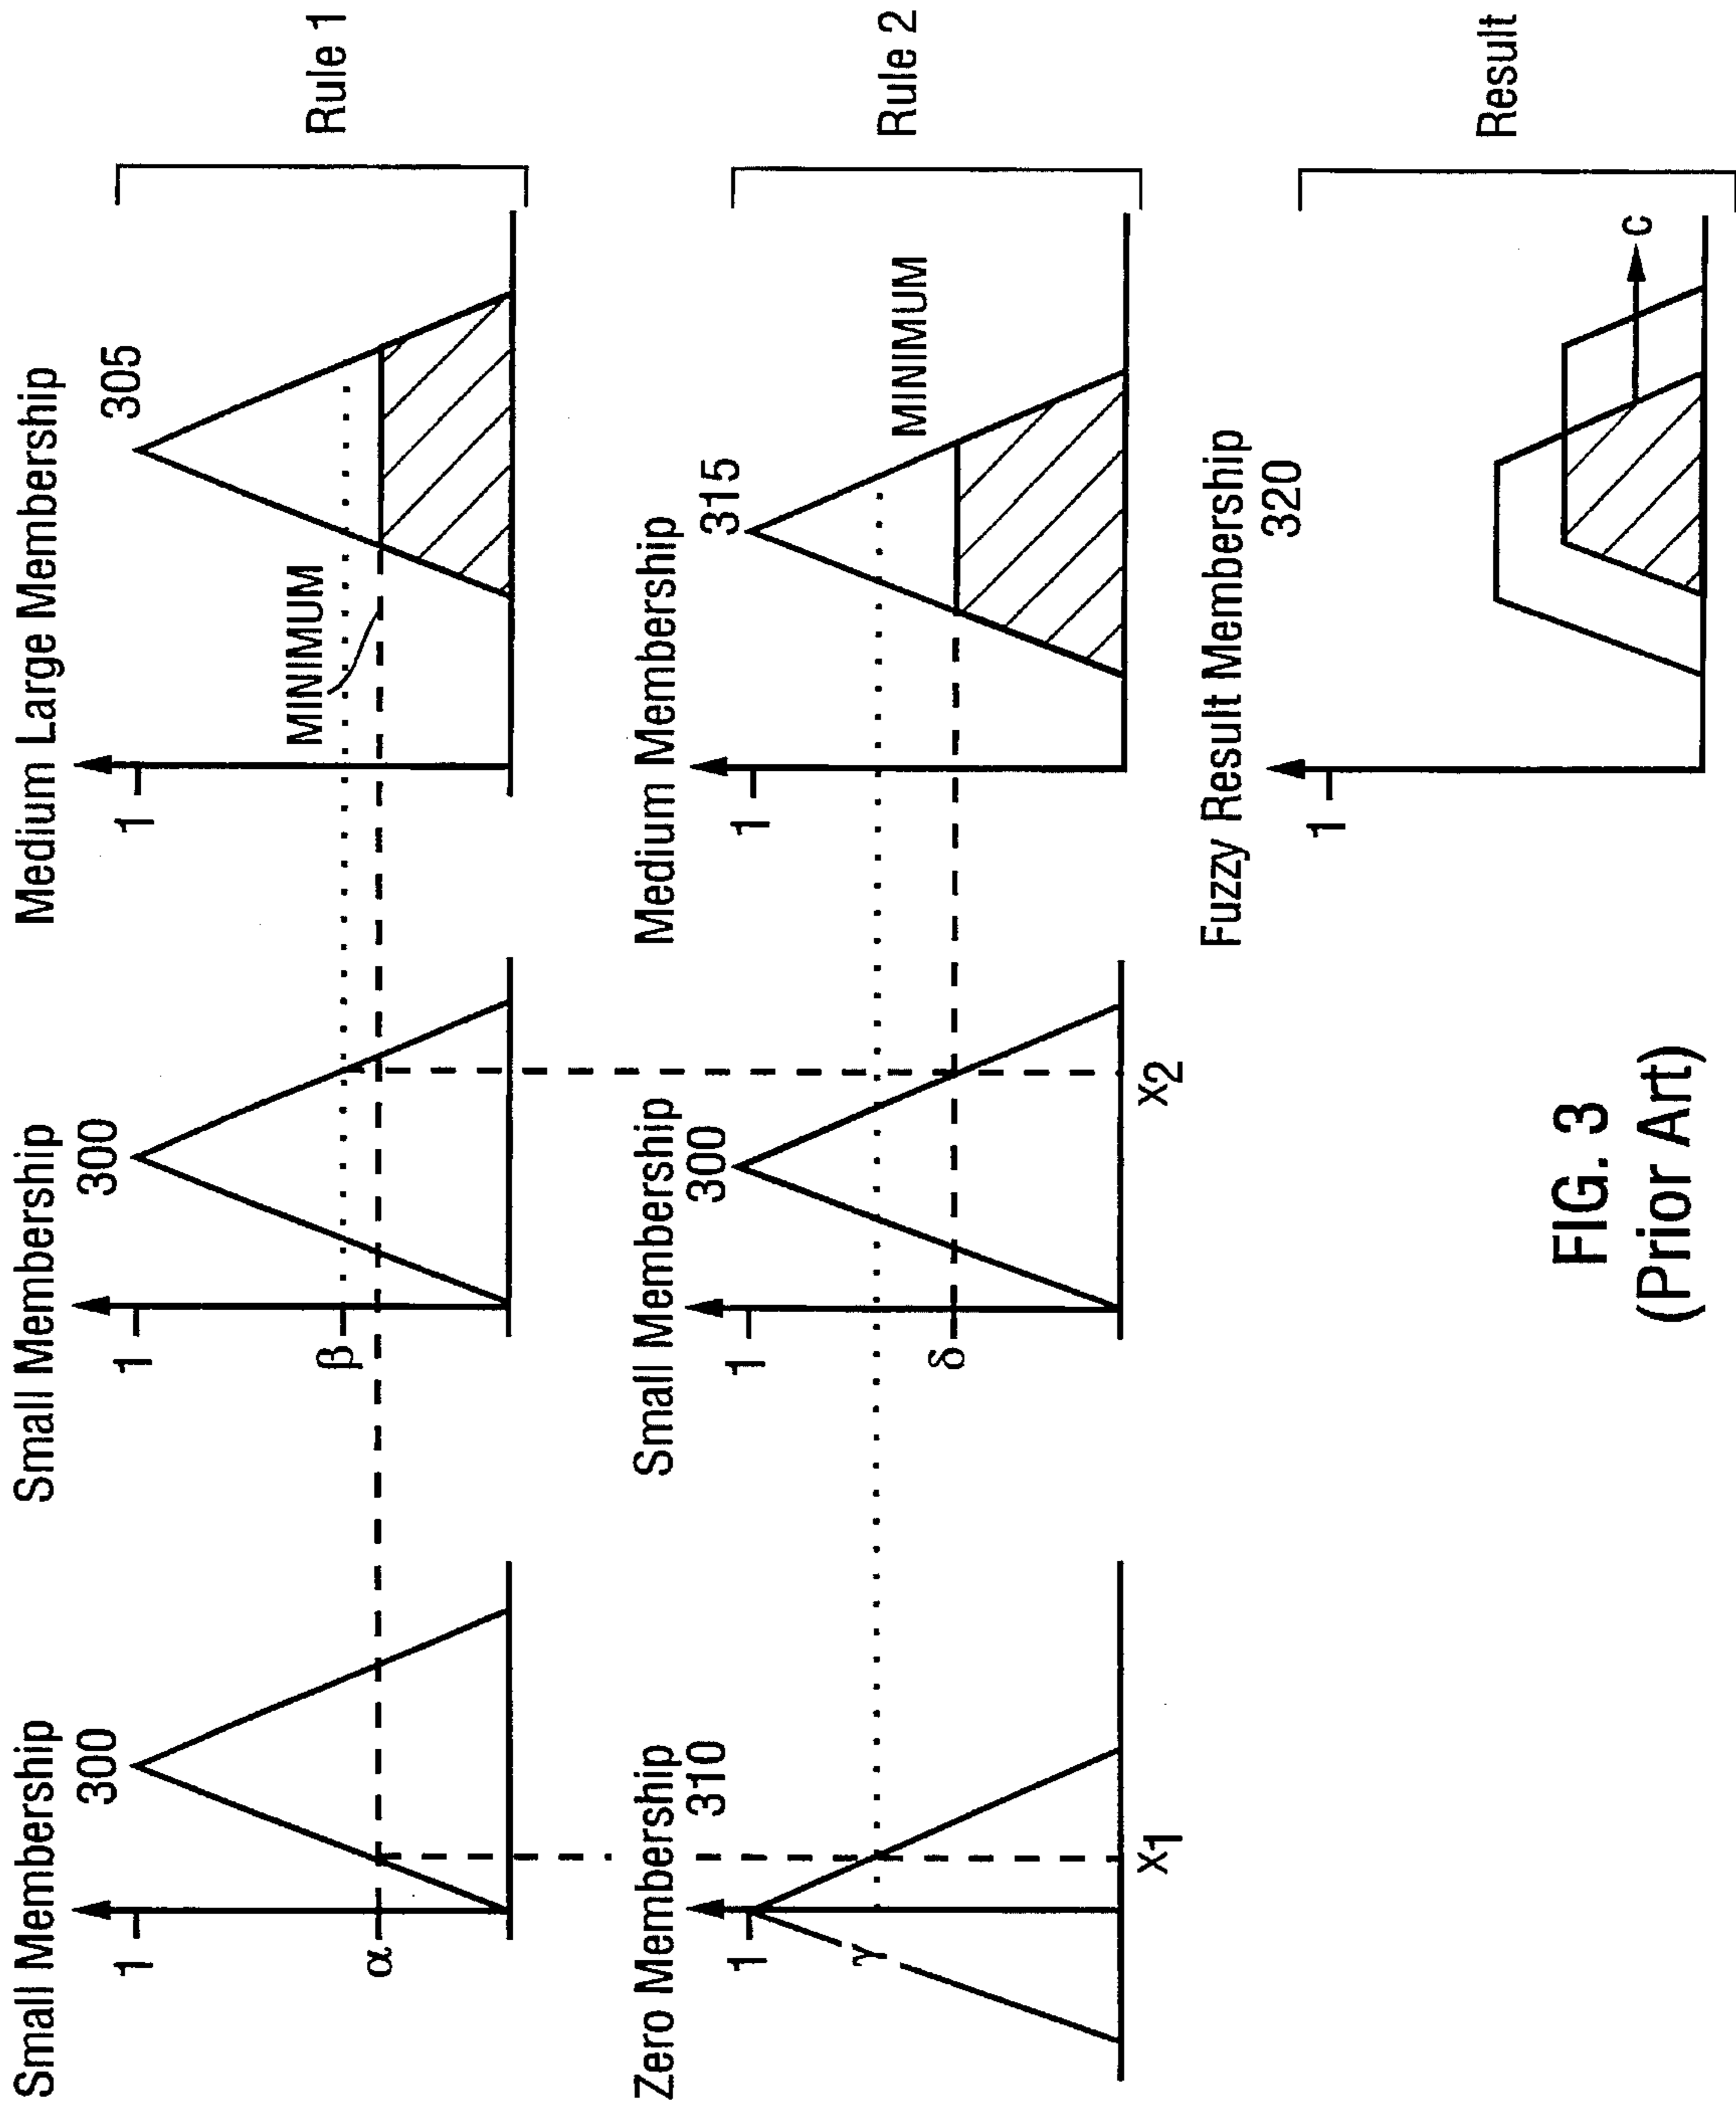 Small Membership
300
1
α
Small Membership
300
1
β
Medium Large Membership
305
1
MINIMUM
Rule 1
Zero Membership
310
1
γ
x1
Small Membership
300
1
δ
x2
Medium Membership
315
1
MINIMUM
Rule 2
Fuzzy Result Membership
320
1
c
Result
FIG. 3
(Prior Art)